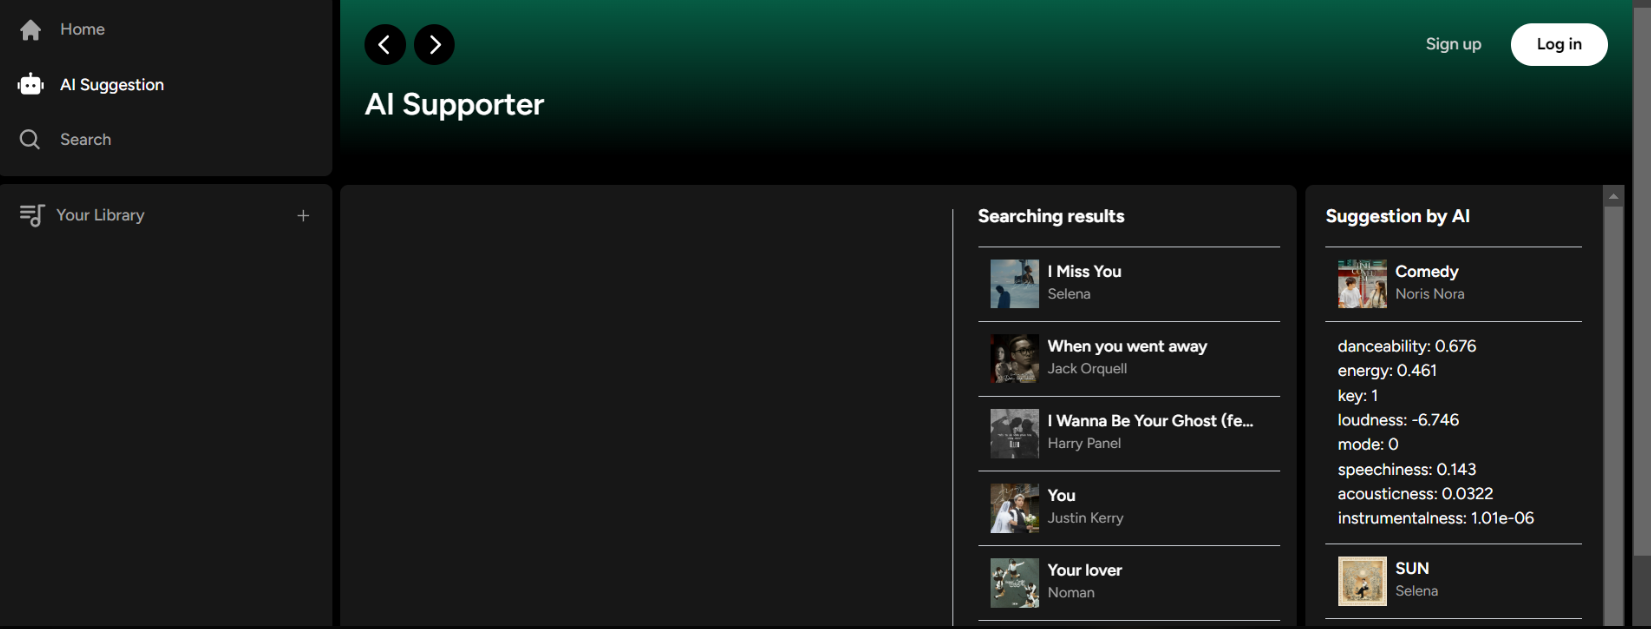 Home
AI Suggestion
Search
Your Library
Sign up
Log in
AI Supporter
Searching results
I Miss You
Selena
When you went away
Jack Orquell
I Wanna Be Your Ghost (fe...
Harry Panel
You
Justin Kerry
Your lover
Noman
Suggestion by AI
Comedy
Noris Nora
danceability: 0.676
energy: 0.461
key: 1
loudness: -6.746
mode: 0
speechiness: 0.143
acousticness: 0.0322
instrumentalness: 1.01e-06
SUN
Selena